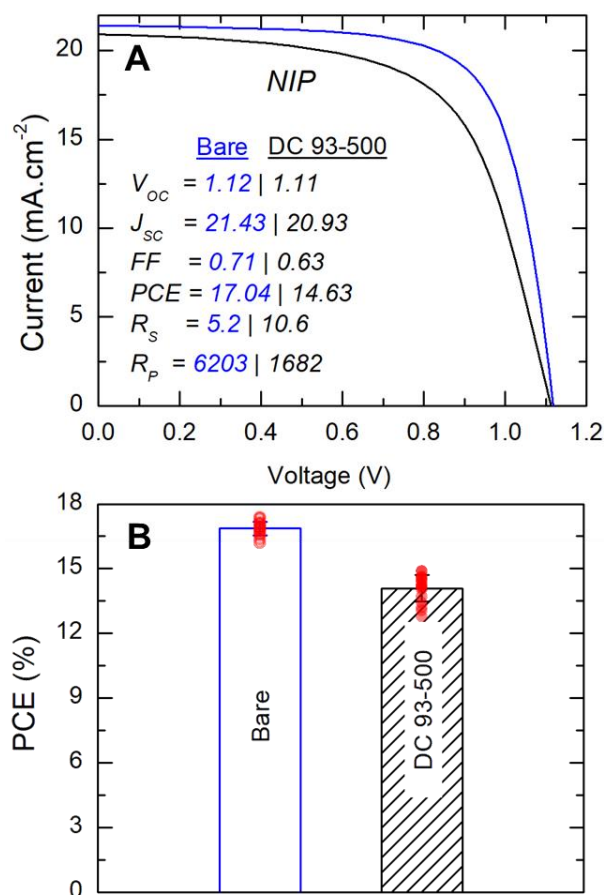 20
A
NIP
Bare DC 93-500
V_OC = 1.12 | 1.11
J_SC = 21.43 | 20.93
FF = 0.71 | 0.63
PCE = 17.04 | 14.63
R_S = 5.2 | 10.6
R_P = 6203 | 1682
15
10
5
0
Current (mA.cm⁻²)
0.0 0.2 0.4 0.6 0.8 1.0 1.2
Voltage (V)
18
B
15
12
9
6
3
0
PCE (%)
Bare
DC 93-500